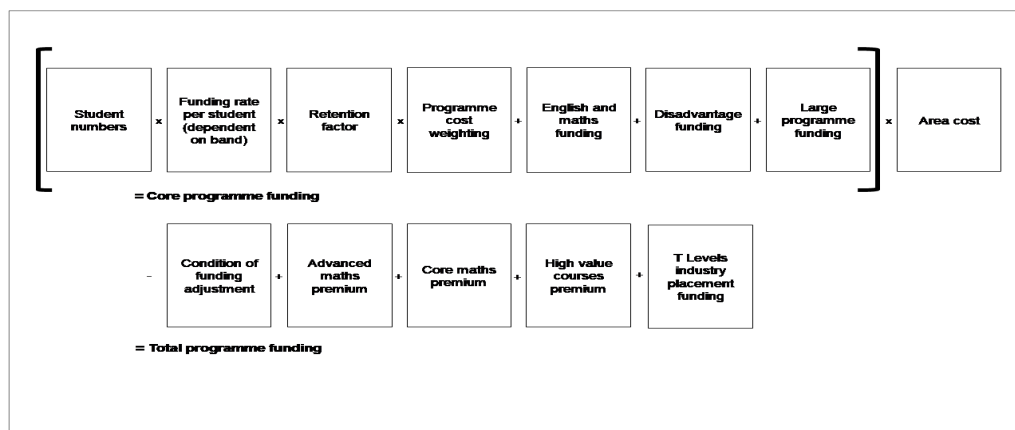 Student numbers × Funding rate per student (dependent on band) × Retention factor × Programme cost weighting + English and maths funding + Disadvantage funding + Large programme funding × Area cost
= Core programme funding
- Condition of funding adjustment + Advanced maths premium + Core maths premium + High value courses premium + T Levels industry placement funding
= Total programme funding